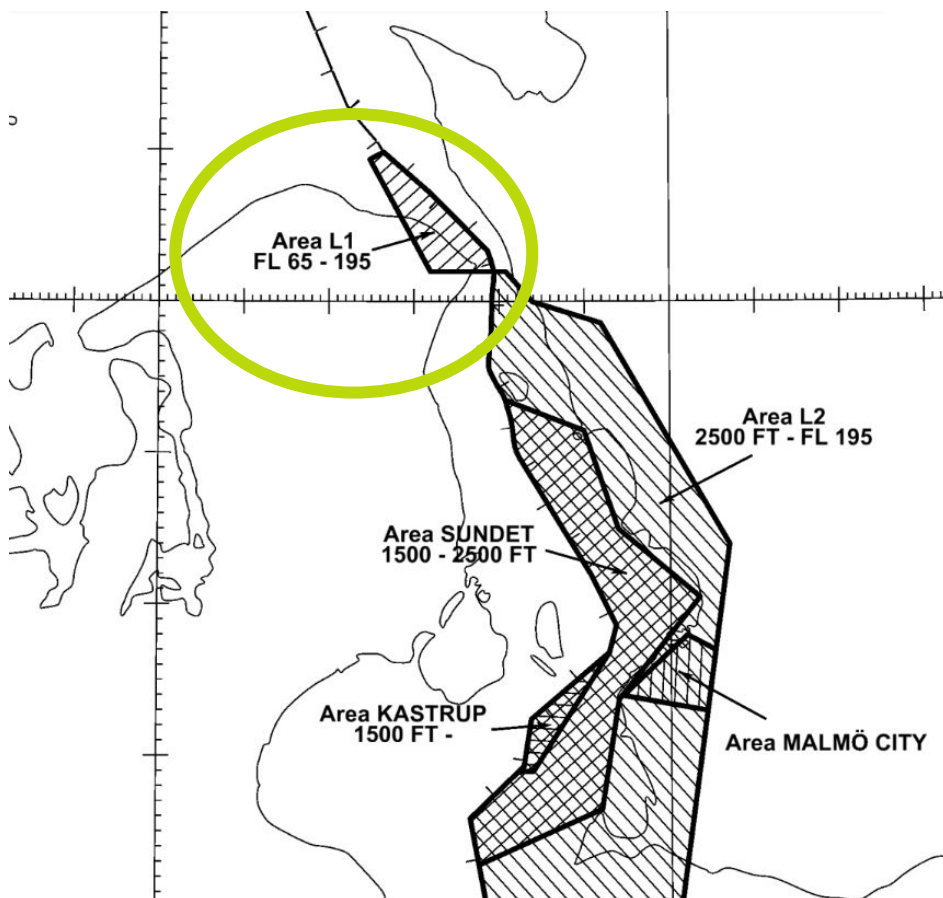 Area L1
FL 65 - 195
Area L2
2500 FT - FL 195
Area SUNDET
1500 - 2500 FT
Area KASTRUP
1500 FT -
Area MALMÖ CITY